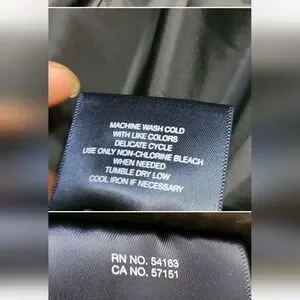 MACHINE WASH COLD
WITH LIKE COLORS
DELICATE CYCLE
USE ONLY NON-CHLORINE BLEACH
WHEN NEEDED
TUMBLE DRY LOW
COOL IRON IF NECESSARY
RN NO. 54163
CA NO. 57151